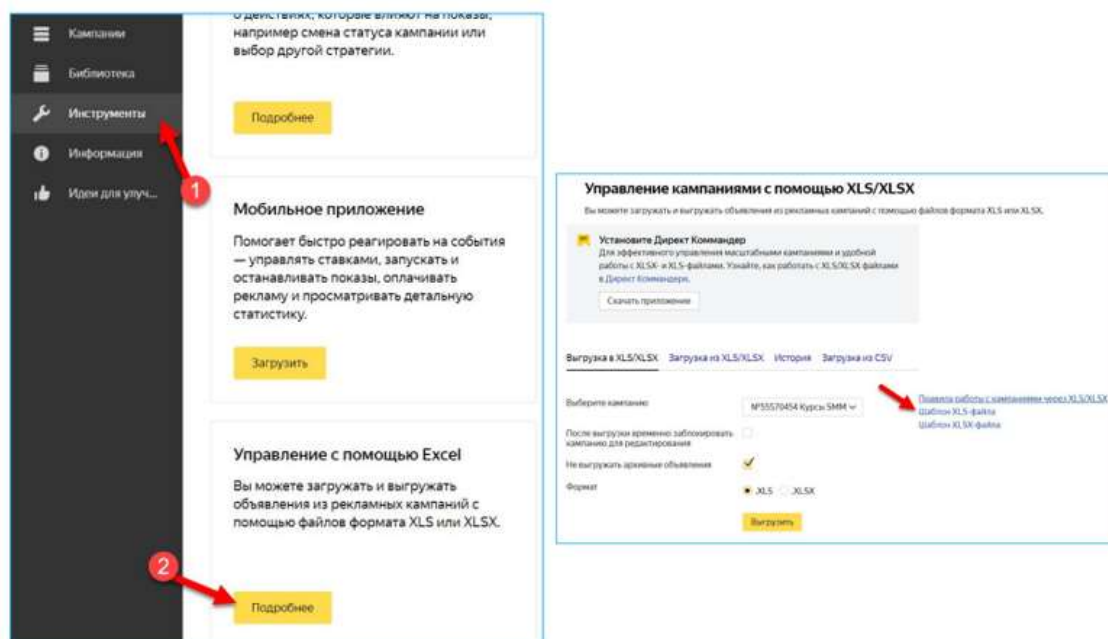 Кампании
Библиотека
Инструменты
Информация
Идеи для улуч...
1
о действиях, которые влияют на показы,
например смена статуса кампании или
выбор другой стратегии.
Подробнее
Мобильное приложение
Помогает быстро реагировать на события
— управлять ставками, запускать и
останавливать показы, оплачивать
рекламу и просматривать детальную
статистику.
Загрузить
Управление с помощью Excel
Вы можете загружать и выгружать
объявления из рекламных кампаний с
помощью файлов формата XLS или XLSX.
2
Подробнее
Управление кампаниями с помощью XLS/XLSX
Вы можете загружать и выгружать объявления из рекламных кампаний с помощью файлов формата XLS или XLSX.
Установите Директ Коммандер
Для эффективного управления масштабными кампаниями и удобной
работы с XLSX- и XLS-файлами. Узнайте, как работать с XLS/XLSX файлами
в Директ Коммандере.
Скачать приложение
Выгрузка в XLS/XLSX Загрузка из XLS/XLSX История Загрузка из CSV
Выберите кампанию №55570454 Курсы SMM
Правила работы с кампаниями через XLS/XLSX
Шаблон XLS-файла
Шаблон XLSX-файла
После выгрузки временно заблокировать
кампанию для редактирования
Не выгружать архивные объявления
Формат .XLS .XLSX
Выгрузить